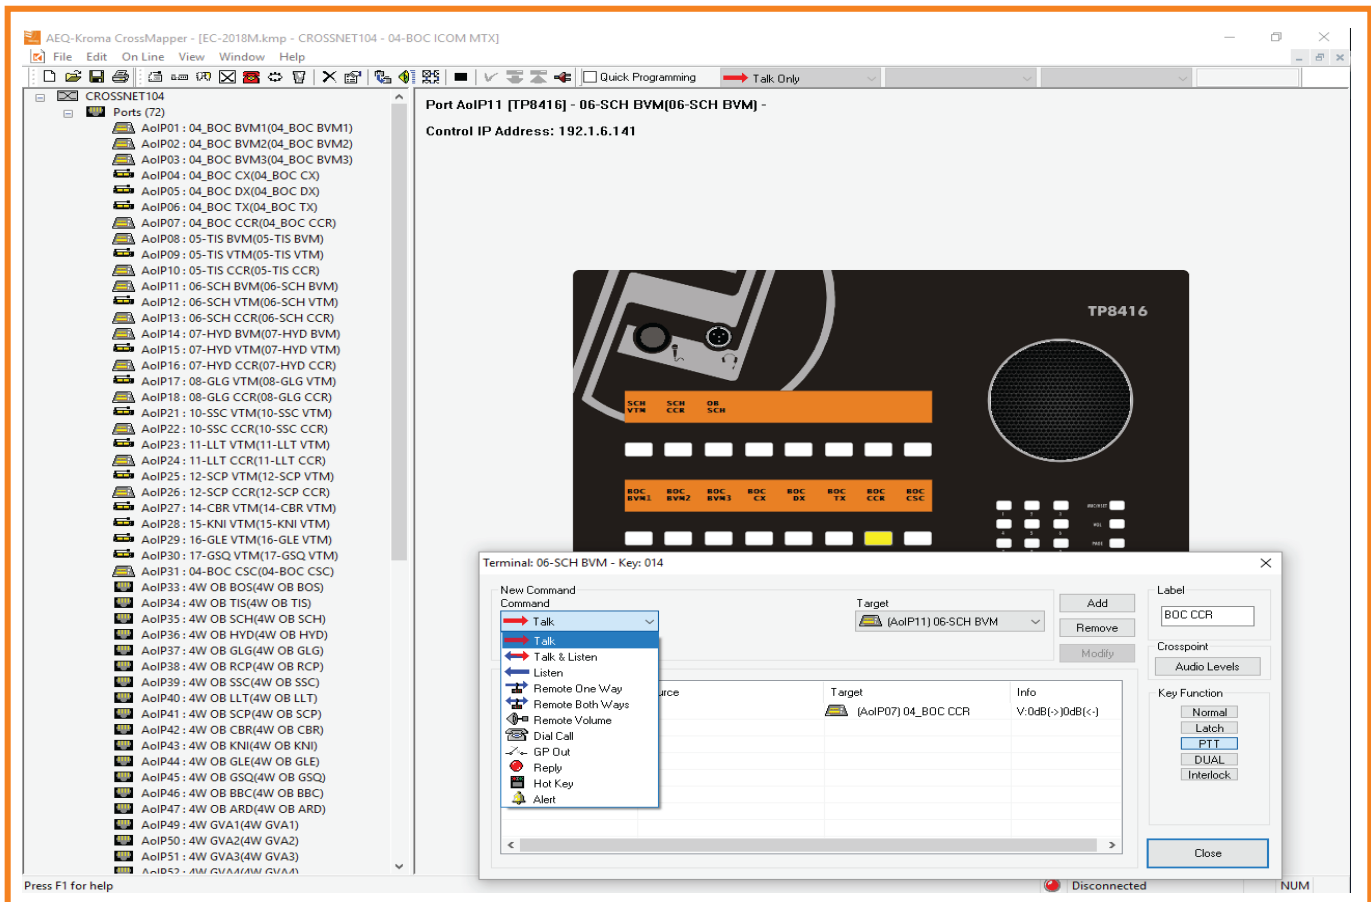 AEQ-Kroma CrossMapper - [EC-2018M.kmp - CROSSNET104 - 04-BOC ICOM MTX]
File Edit On Line View Window Help
Quick Programming Talk Only
CROSSNET104
Ports (72)
AoIP01 : 04_BOC BVM1(04_BOC BVM1)
AoIP02 : 04_BOC BVM2(04_BOC BVM2)
AoIP03 : 04_BOC BVM3(04_BOC BVM3)
AoIP04 : 04_BOC CX(04_BOC CX)
AoIP05 : 04_BOC DX(04_BOC DX)
AoIP06 : 04_BOC TX(04_BOC TX)
AoIP07 : 04_BOC CCR(04_BOC CCR)
AoIP08 : 05-TIS BVM(05-TIS BVM)
AoIP09 : 05-TIS VTM(05-TIS VTM)
AoIP10 : 05-TIS CCR(05-TIS CCR)
AoIP11 : 06-SCH BVM(06-SCH BVM)
AoIP12 : 06-SCH VTM(06-SCH VTM)
AoIP13 : 06-SCH CCR(06-SCH CCR)
AoIP14 : 07-HYD BVM(07-HYD BVM)
AoIP15 : 07-HYD VTM(07-HYD VTM)
AoIP16 : 07-HYD CCR(07-HYD CCR)
AoIP17 : 08-GLG VTM(08-GLG VTM)
AoIP18 : 08-GLG CCR(08-GLG CCR)
AoIP21 : 10-SSC VTM(10-SSC VTM)
AoIP22 : 10-SSC CCR(10-SSC CCR)
AoIP23 : 11-LLT VTM(11-LLT VTM)
AoIP24 : 11-LLT CCR(11-LLT CCR)
AoIP25 : 12-SCP VTM(12-SCP VTM)
AoIP26 : 12-SCP CCR(12-SCP CCR)
AoIP27 : 14-CBR VTM(14-CBR VTM)
AoIP28 : 15-KNI VTM(15-KNI VTM)
AoIP29 : 16-GLE VTM(16-GLE VTM)
AoIP30 : 17-GSQ VTM(17-GSQ VTM)
AoIP31 : 04-BOC CSC(04-BOC CSC)
AoIP33 : 4W OB BOS(4W OB BOS)
AoIP34 : 4W OB TIS(4W OB TIS)
AoIP35 : 4W OB SCH(4W OB SCH)
AoIP36 : 4W OB HYD(4W OB HYD)
AoIP37 : 4W OB GLG(4W OB GLG)
AoIP38 : 4W OB RCP(4W OB RCP)
AoIP39 : 4W OB SSC(4W OB SSC)
AoIP40 : 4W OB LLT(4W OB LLT)
AoIP41 : 4W OB SCP(4W OB SCP)
AoIP42 : 4W OB CBR(4W OB CBR)
AoIP43 : 4W OB KNI(4W OB KNI)
AoIP44 : 4W OB GLE(4W OB GLE)
AoIP45 : 4W OB GSQ(4W OB GSQ)
AoIP46 : 4W OB BBC(4W OB BBC)
AoIP47 : 4W OB ARD(4W OB ARD)
AoIP49 : 4W GVA1(4W GVA1)
AoIP50 : 4W GVA2(4W GVA2)
AoIP51 : 4W GVA3(4W GVA3)
AoIP52 : 4W GVA4(4W GVA4)
Port AoIP11 [TP8416] - 06-SCH BVM(06-SCH BVM) -
Control IP Address: 192.1.6.141
TP8416
SCH SCH OB
VTM CCR SCH
BOC BOC BOC BOC BOC BOC BOC BOC
BVM1 BVM2 BVM3 CX DX TX CCR CSC
Terminal: 06-SCH BVM - Key: 014
New Command
Command Target
Talk (AoIP11) 06-SCH BVM
Talk
Talk & Listen
Listen
Remote One Way
Remote Both Ways
Remote Volume
Dial Call
GP Out
Reply
Hot Key
Alert
Add
Remove
Modify
urce Target Info
(AoIP07) 04_BOC CCR V:0dB(->)0dB(<-)
Label
BOC CCR
Crosspoint
Audio Levels
Key Function
Normal
Latch
PTT
DUAL
Interlock
Close
Press F1 for help Disconnected NUM